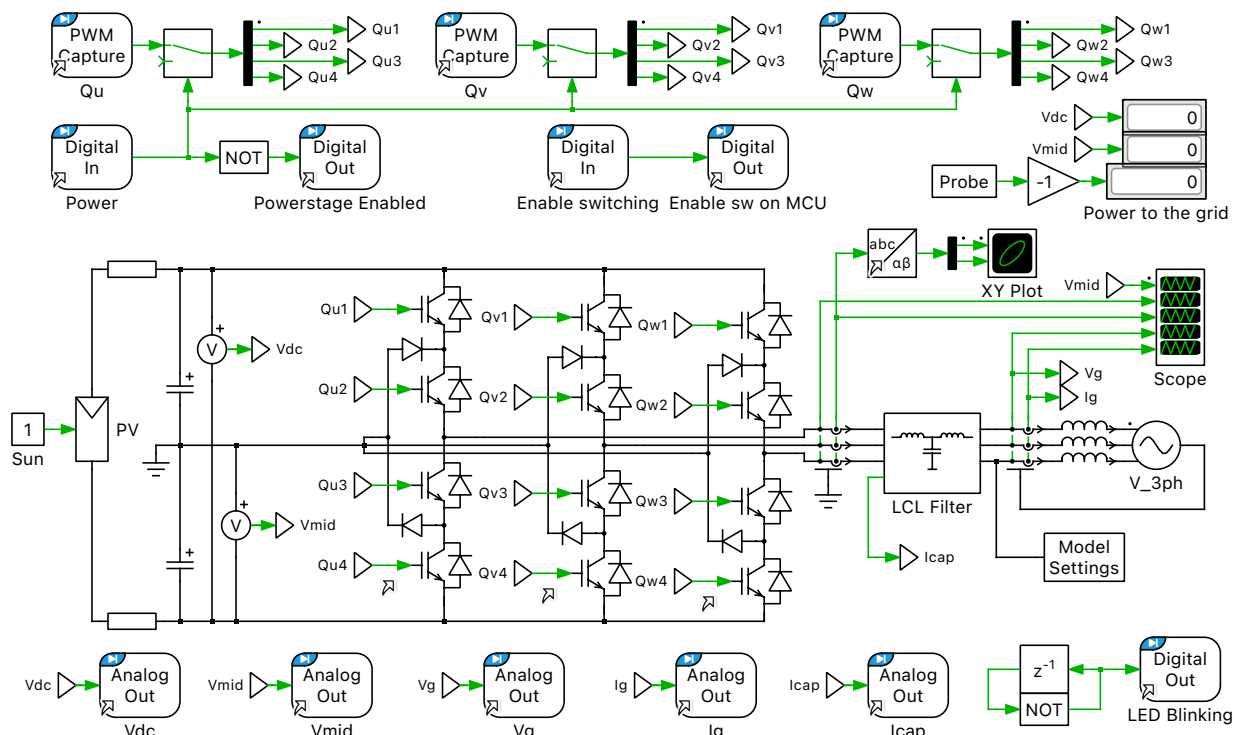 PWM
Capture
Qu
Qu1
Qu2
Qu3
Qu4
PWM
Capture
Qv
Qv1
Qv2
Qv3
Qv4
PWM
Capture
Qw
Qw1
Qw2
Qw3
Qw4
Digital
In
Power
NOT
Digital
Out
Powerstage Enabled
Digital
In
Enable switching
Digital
Out
Enable sw on MCU
Vdc
0
Vmid
0
Probe
-1
0
Power to the grid
abc
αβ
XY Plot
Vmid
Scope
Vg
Ig
1
Sun
PV
+
+
+
V
Vdc
+
V
Vmid
Qu1
Qu2
Qu3
Qu4
Qv1
Qv2
Qv3
Qv4
Qw1
Qw2
Qw3
Qw4
LCL Filter
Icap
V_3ph
Model
Settings
Vdc
Analog
Out
Vdc
Vmid
Analog
Out
Vmid
Vg
Analog
Out
Vg
Ig
Analog
Out
Ig
Icap
Analog
Out
Icap
z-1
NOT
Digital
Out
LED Blinking